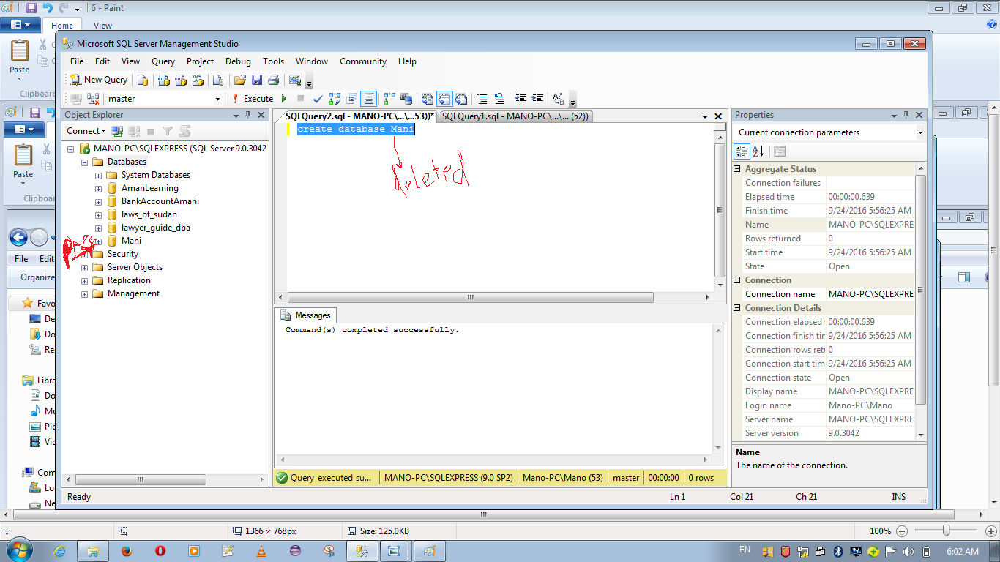 6 - Paint
Home View
Paste
Clipboard
Paste
Clipboar
File Edi
Organize
Favo
De
Do
Re
Libra
Do
Mu
Pic
Vid
Com
Lo
Ne
Microsoft SQL Server Management Studio
File Edit View Query Project Debug Tools Window Community Help
New Query
master Execute
Object Explorer
Connect
MANO-PC\SQLEXPRESS (SQL Server 9.0.3042
Databases
System Databases
AmanLearning
BankAccountAmani
laws_of_sudan
lawyer_guide_dba
Mani
Security
Server Objects
Replication
Management
SQLQuery2.sql - MANO-PC\...\...53))* SQLQuery1.sql - MANO-PC\...\... (52))
create database Mani
deleted
Messages
Command(s) completed successfully.
Query executed su... MANO-PC\SQLEXPRESS (9.0 SP2) Mano-PC\Mano (53) master 00:00:00 0 rows
Properties
Current connection parameters
Aggregate Status
Connection failures
Elapsed time 00:00:00.639
Finish time 9/24/2016 5:56:25 AM
Name MANO-PC\SQLEXPRE
Rows returned 0
Start time 9/24/2016 5:56:25 AM
State Open
Connection
Connection name MANO-PC\SQLEXPRE
Connection Details
Connection elapsed t 00:00:00.639
Connection finish tim 9/24/2016 5:56:25 AM
Connection rows retu 0
Connection start time 9/24/2016 5:56:25 AM
Connection state Open
Display name MANO-PC\SQLEXPRE
Login name Mano-PC\Mano
Server name MANO-PC\SQLEXPRE
Server version 9.0.3042
Name
The name of the connection.
Ready Ln 1 Col 21 Ch 21 INS
1366 × 768px Size: 125.0KB 100%
EN 6:02 AM